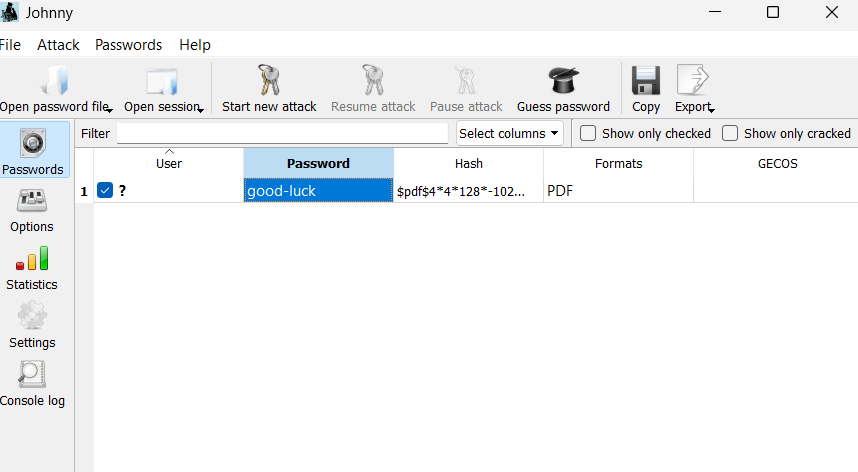 Johnny
File Attack Passwords Help
Open password file Open session Start new attack Resume attack Pause attack Guess password Copy Export
Filter Select columns Show only checked Show only cracked
Passwords
Options
Statistics
Settings
Console log
User Password Hash Formats GECOS
1 ? good-luck $pdf$4*4*128*-102... PDF